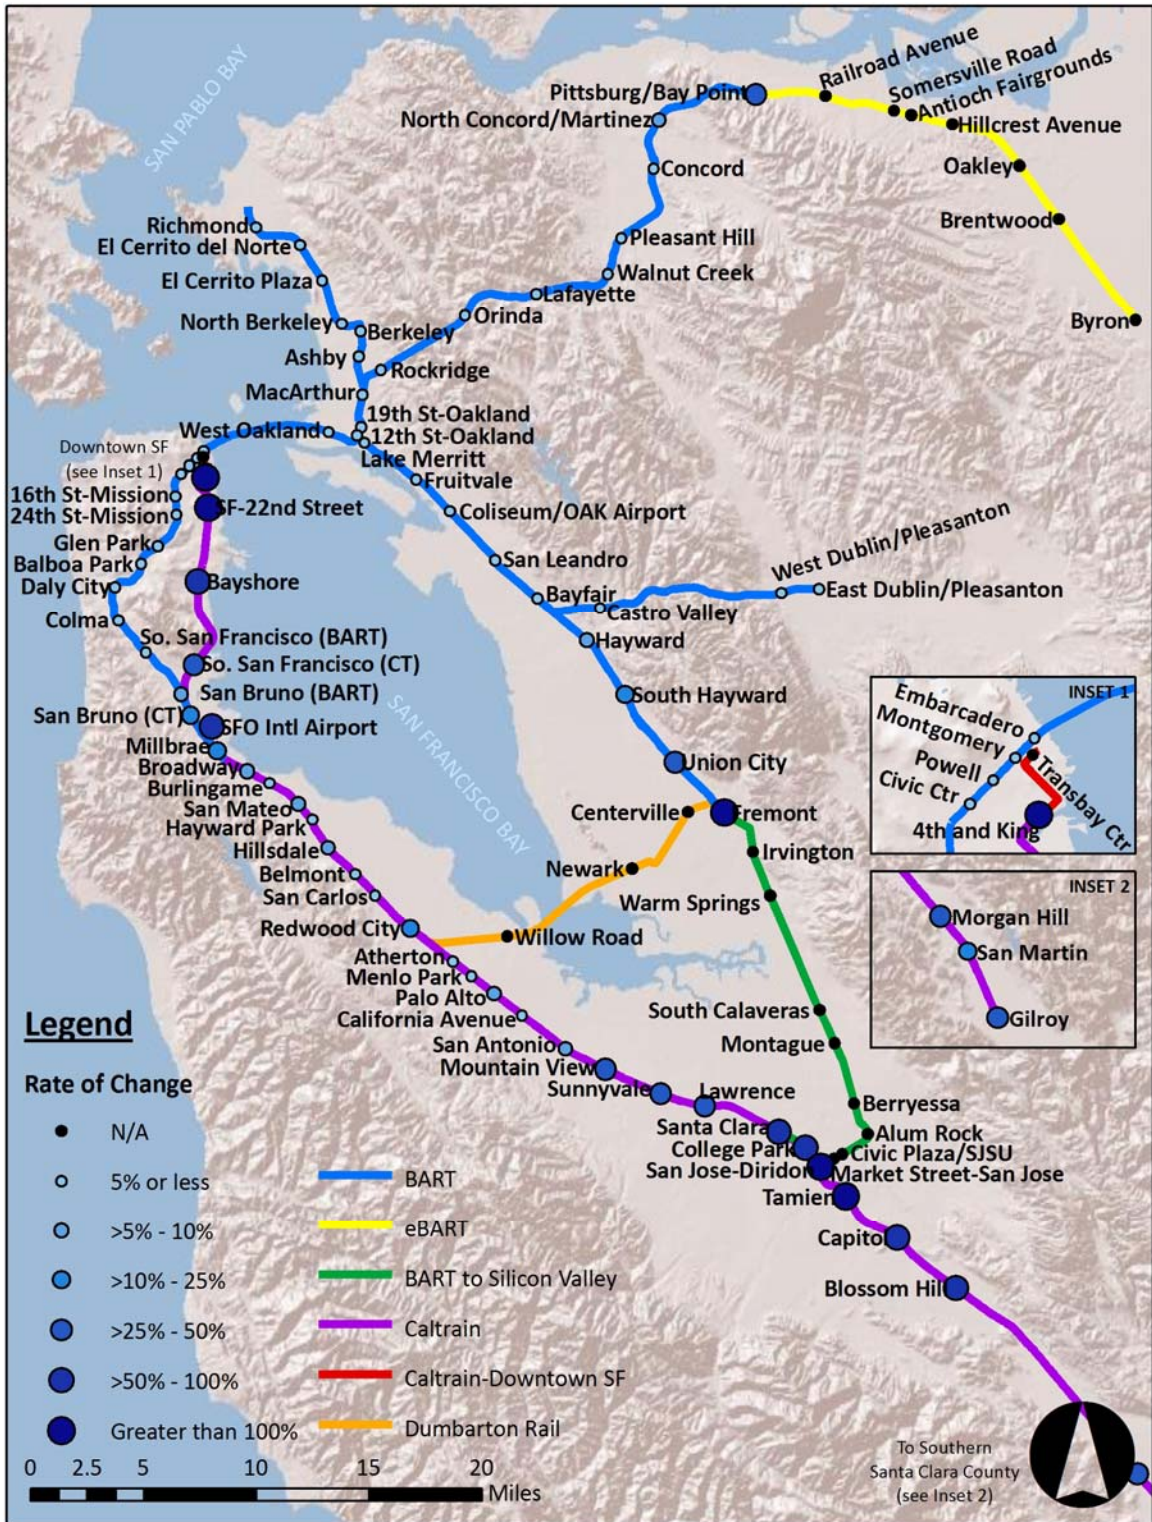 SAN PABLO BAY
Railroad Avenue
Somersville Road
Antioch Fairgrounds
Pittsburg/Bay Point
North Concord/Martinez
Hillcrest Avenue
Concord
Oakley
Brentwood
Richmond
El Cerrito del Norte
Pleasant Hill
Walnut Creek
El Cerrito Plaza
Lafayette
Orinda
North Berkeley
Berkeley
Byron
Ashby
Rockridge
MacArthur
19th St-Oakland
West Oakland
12th St-Oakland
Lake Merritt
Downtown SF
(see Inset 1)
Fruitvale
16th St-Mission
SF-22nd Street
24th St-Mission
Coliseum/OAK Airport
Glen Park
San Leandro
West Dublin/Pleasanton
Balboa Park
Bayshore
Daly City
Bayfair
East Dublin/Pleasanton
Castro Valley
Colma
So. San Francisco (BART)
Hayward
So. San Francisco (CT)
San Bruno (BART)
South Hayward
SAN FRANCISCO BAY
San Bruno (CT)
SFO Intl Airport
Millbrae
Broadway
Union City
Burlingame
San Mateo
Centerville
Fremont
Hayward Park
Hillsdale
Irvington
Belmont
Newark
San Carlos
Warm Springs
Redwood City
Willow Road
Atherton
Menlo Park
Palo Alto
California Avenue
South Calaveras
San Antonio
Montague
Mountain View
Sunnyvale
Lawrence
Berryessa
Santa Clara
Alum Rock
College Park
Civic Plaza/SJSU
San Jose-Diridon
Market Street-San Jose
Tamien
Capitol
Blossom Hill
INSET 1
Embarcadero
Montgomery
Powell
Civic Ctr
Transbay Ctr
4th and King
INSET 2
Morgan Hill
San Martin
Gilroy
Legend
Rate of Change
N/A
5% or less
>5% - 10%
>10% - 25%
>25% - 50%
>50% - 100%
Greater than 100%
BART
eBART
BART to Silicon Valley
Caltrain
Caltrain-Downtown SF
Dumbarton Rail
0 2.5 5 10 15 20
Miles
To Southern
Santa Clara County
(see Inset 2)